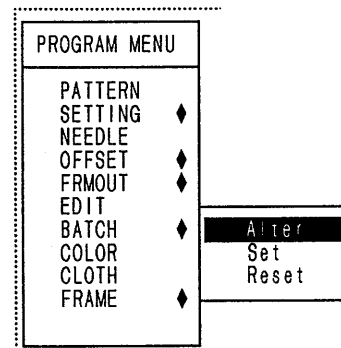 PROGRAM MENU
PATTERN
SETTING
NEEDLE
OFFSET
FRMOUT
EDIT
BATCH
Alter
COLOR
Set
CLOTH
Reset
FRAME